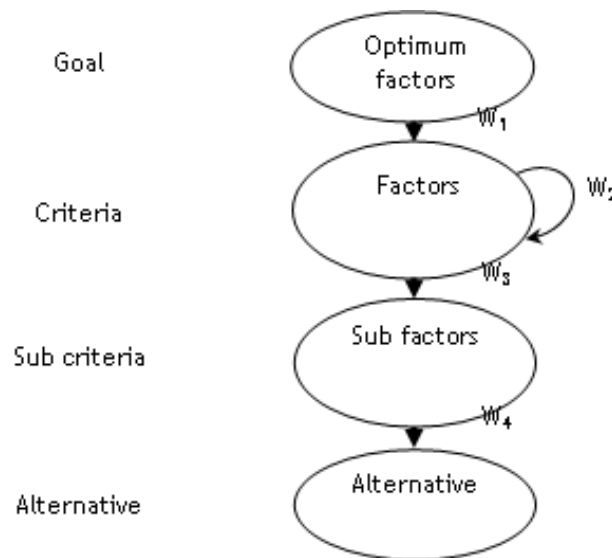 Goal
Optimum
factors
W₁
Criteria
Factors
W₂
W₃
Sub criteria
Sub factors
W₄
Alternative
Alternative